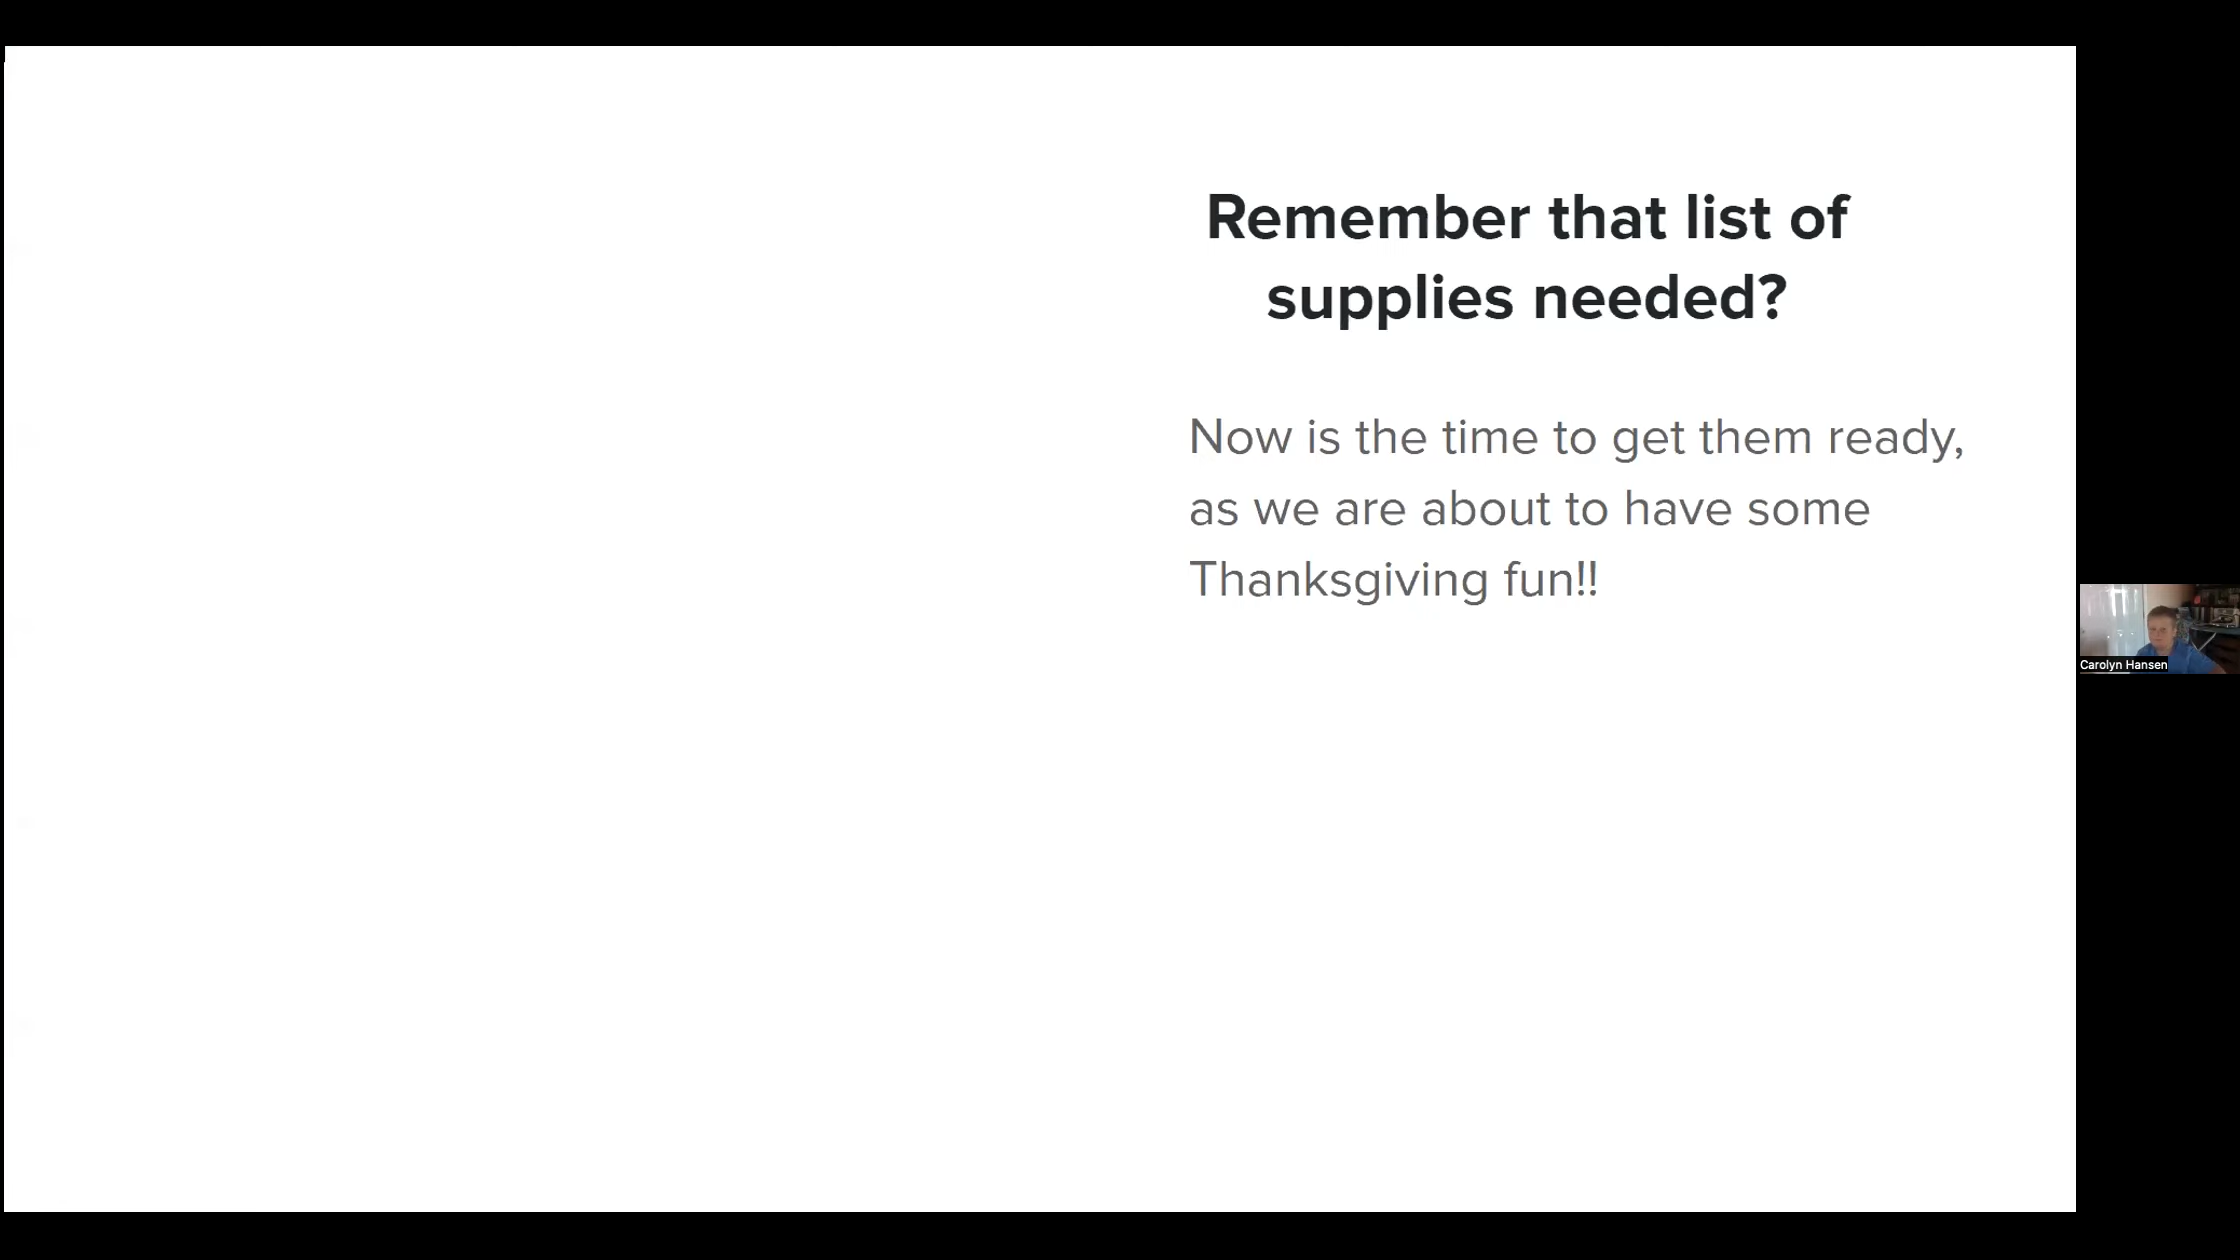 Remember that list of
supplies needed?
Now is the time to get them ready,
as we are about to have some
Thanksgiving fun!!
Carolyn Hansen